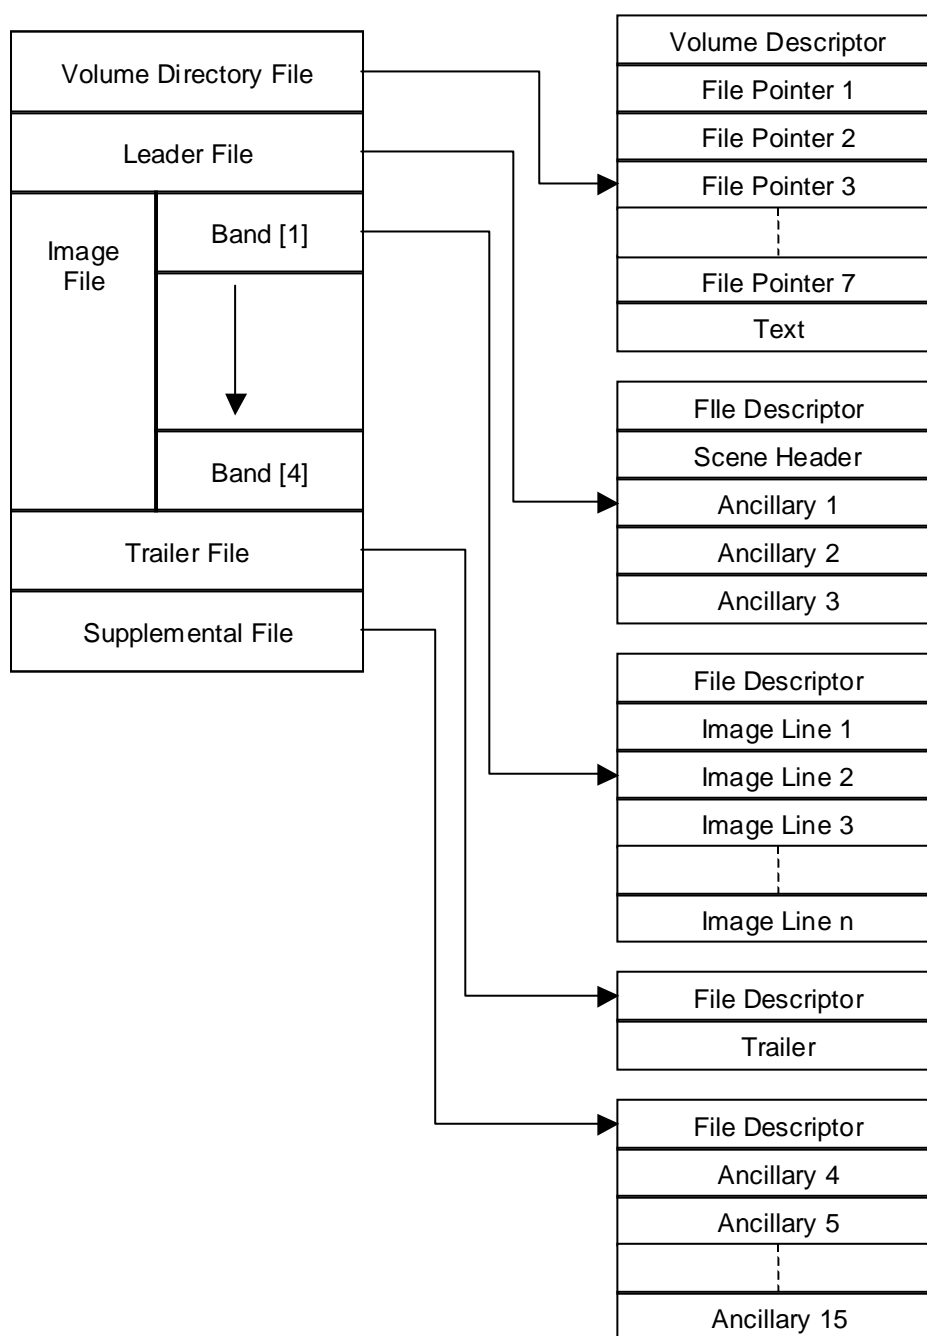 Volume Directory File
Leader File
Image
File
Band [1]
Band [4]
Trailer File
Supplemental File
Volume Descriptor
File Pointer 1
File Pointer 2
File Pointer 3
File Pointer 7
Text
FIle Descriptor
Scene Header
Ancillary 1
Ancillary 2
Ancillary 3
File Descriptor
Image Line 1
Image Line 2
Image Line 3
Image Line n
File Descriptor
Trailer
File Descriptor
Ancillary 4
Ancillary 5
Ancillary 15